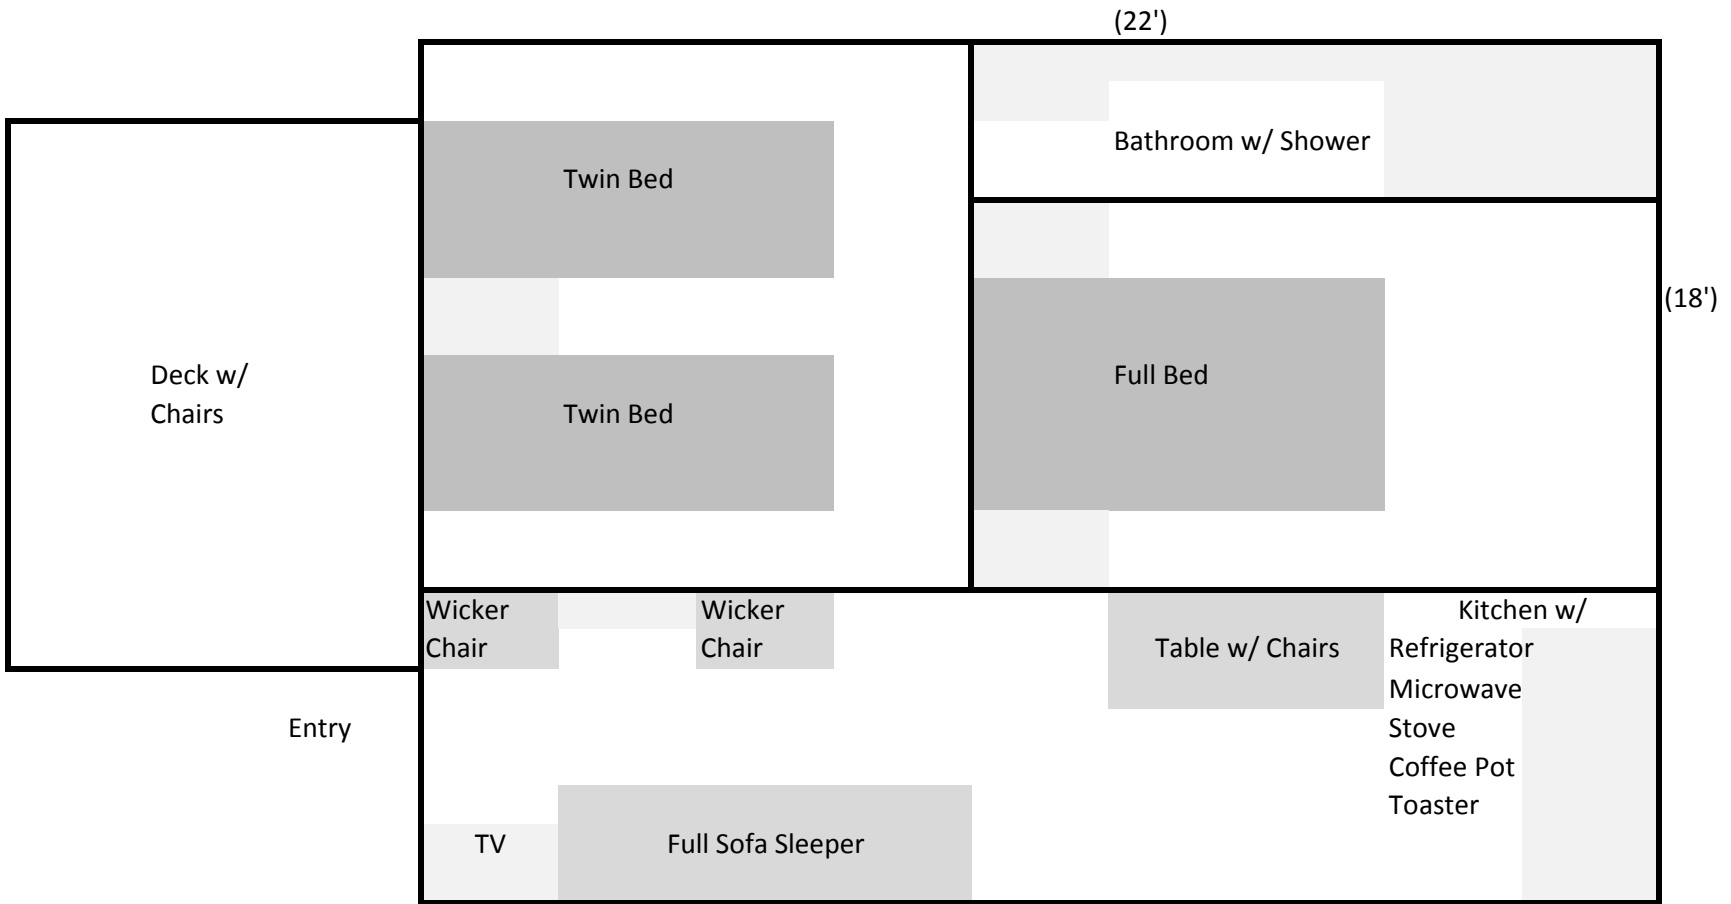 (22')
Bathroom w/ Shower
Twin Bed
(18')
Deck w/
Chairs
Twin Bed
Full Bed
Wicker
Chair
Wicker
Chair
Table w/ Chairs
Kitchen w/
Refrigerator
Microwave
Stove
Coffee Pot
Toaster
Entry
TV
Full Sofa Sleeper